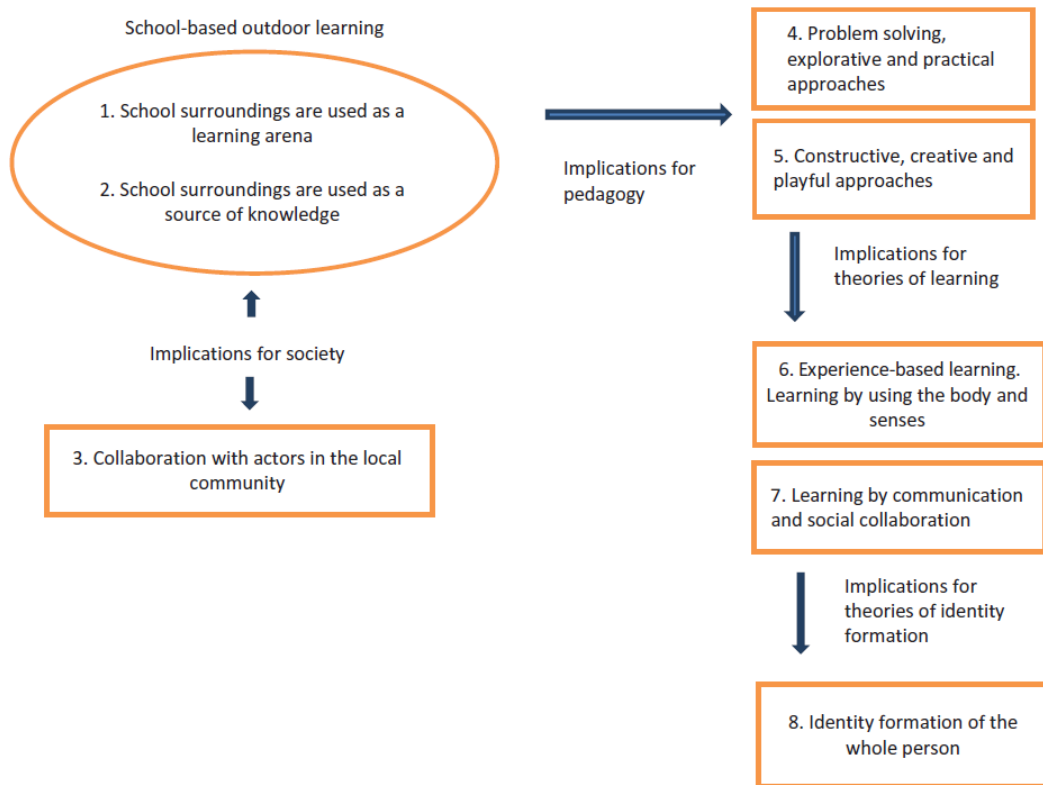 School-based outdoor learning
1. School surroundings are used as a
learning arena
2. School surroundings are used as a
source of knowledge
Implications for society
3. Collaboration with actors in the local
community
Implications for
pedagogy
4. Problem solving,
explorative and practical
approaches
5. Constructive, creative and
playful approaches
Implications for
theories of learning
6. Experience-based learning.
Learning by using the body and
senses
7. Learning by communication
and social collaboration
Implications for
theories of identity
formation
8. Identity formation of the
whole person